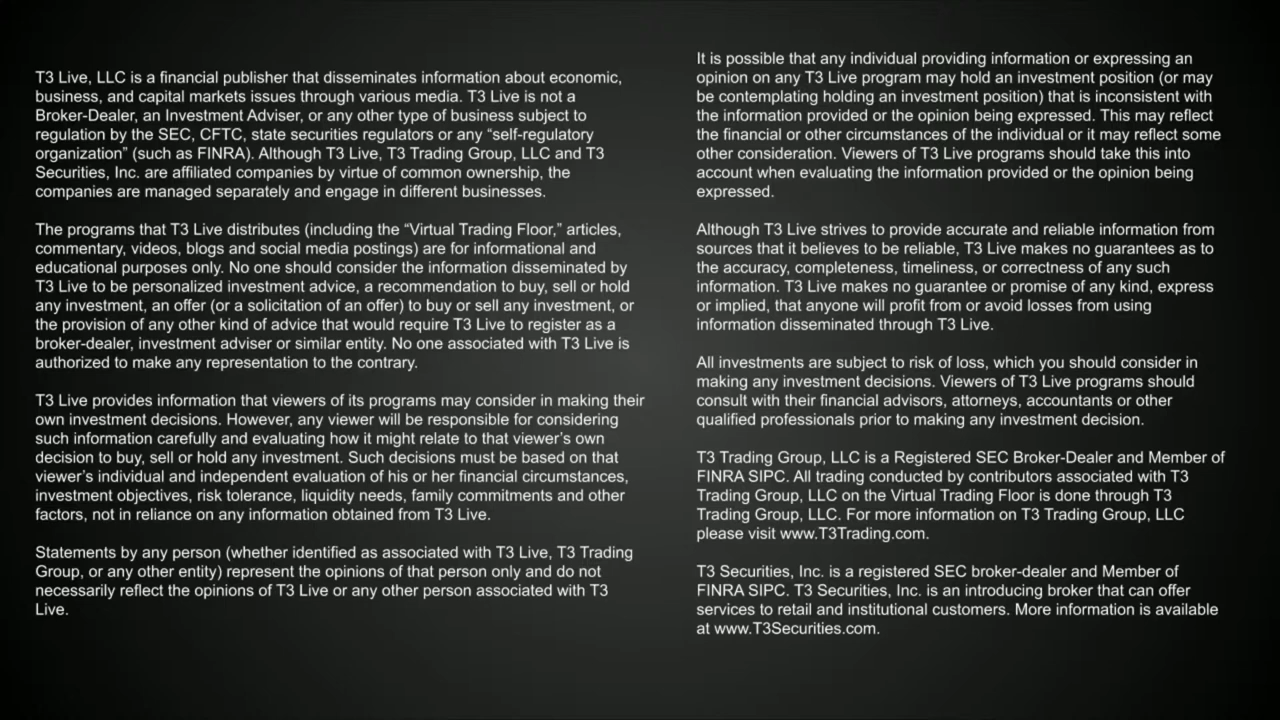 T3 Live, LLC is a financial publisher that disseminates information about economic,
business, and capital markets issues through various media. T3 Live is not a
Broker-Dealer, an Investment Adviser, or any other type of business subject to
regulation by the SEC, CFTC, state securities regulators or any “self-regulatory
organization” (such as FINRA). Although T3 Live, T3 Trading Group, LLC and T3
Securities, Inc. are affiliated companies by virtue of common ownership, the
companies are managed separately and engage in different businesses.
The programs that T3 Live distributes (including the “Virtual Trading Floor,” articles,
commentary, videos, blogs and social media postings) are for informational and
educational purposes only. No one should consider the information disseminated by
T3 Live to be personalized investment advice, a recommendation to buy, sell or hold
any investment, an offer (or a solicitation of an offer) to buy or sell any investment, or
the provision of any other kind of advice that would require T3 Live to register as a
broker-dealer, investment adviser or similar entity. No one associated with T3 Live is
authorized to make any representation to the contrary.
T3 Live provides information that viewers of its programs may consider in making their
own investment decisions. However, any viewer will be responsible for considering
such information carefully and evaluating how it might relate to that viewer’s own
decision to buy, sell or hold any investment. Such decisions must be based on that
viewer’s individual and independent evaluation of his or her financial circumstances,
investment objectives, risk tolerance, liquidity needs, family commitments and other
factors, not in reliance on any information obtained from T3 Live.
Statements by any person (whether identified as associated with T3 Live, T3 Trading
Group, or any other entity) represent the opinions of that person only and do not
necessarily reflect the opinions of T3 Live or any other person associated with T3
Live.
It is possible that any individual providing information or expressing an
opinion on any T3 Live program may hold an investment position (or may
be contemplating holding an investment position) that is inconsistent with
the information provided or the opinion being expressed. This may reflect
the financial or other circumstances of the individual or it may reflect some
other consideration. Viewers of T3 Live programs should take this into
account when evaluating the information provided or the opinion being
expressed.
Although T3 Live strives to provide accurate and reliable information from
sources that it believes to be reliable, T3 Live makes no guarantees as to
the accuracy, completeness, timeliness, or correctness of any such
information. T3 Live makes no guarantee or promise of any kind, express
or implied, that anyone will profit from or avoid losses from using
information disseminated through T3 Live.
All investments are subject to risk of loss, which you should consider in
making any investment decisions. Viewers of T3 Live programs should
consult with their financial advisors, attorneys, accountants or other
qualified professionals prior to making any investment decision.
T3 Trading Group, LLC is a Registered SEC Broker-Dealer and Member of
FINRA SIPC. All trading conducted by contributors associated with T3
Trading Group, LLC on the Virtual Trading Floor is done through T3
Trading Group, LLC. For more information on T3 Trading Group, LLC
please visit www.T3Trading.com.
T3 Securities, Inc. is a registered SEC broker-dealer and Member of
FINRA SIPC. T3 Securities, Inc. is an introducing broker that can offer
services to retail and institutional customers. More information is available
at www.T3Securities.com.